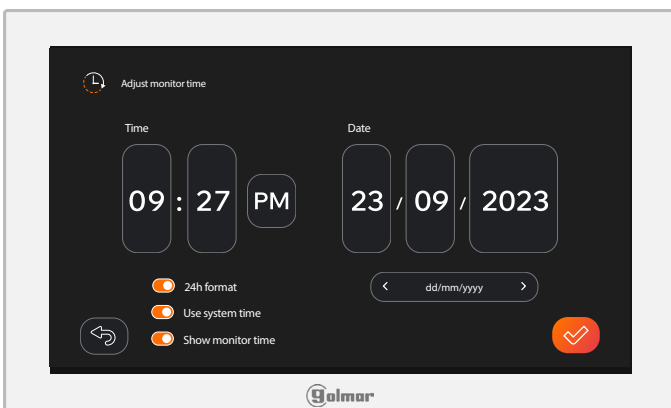 Adjust monitor time
Time
Date
09 : 27 PM
23 / 09 / 2023
24h format
dd/mm/yyyy
Use system time
Show monitor time
golmar